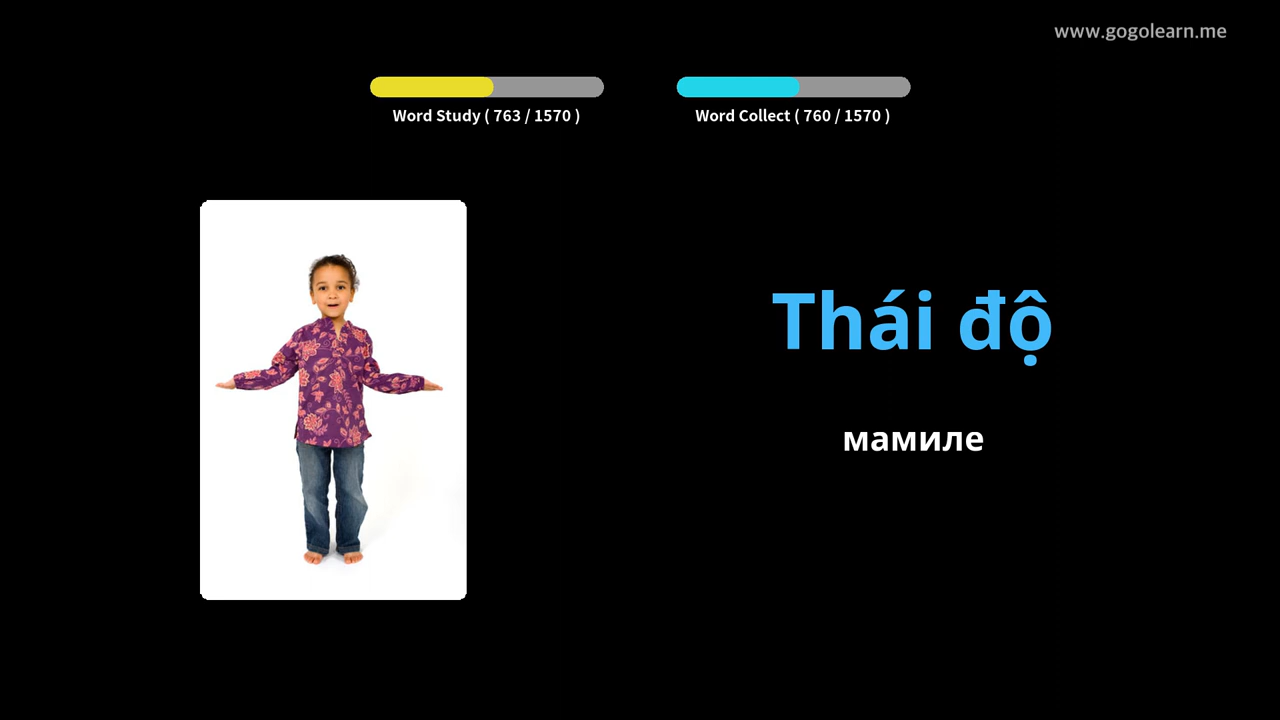 www.gogolearn.me
Word Study ( 763 / 1570 )
Word Collect ( 760 / 1570 )
Thái độ
мамиле